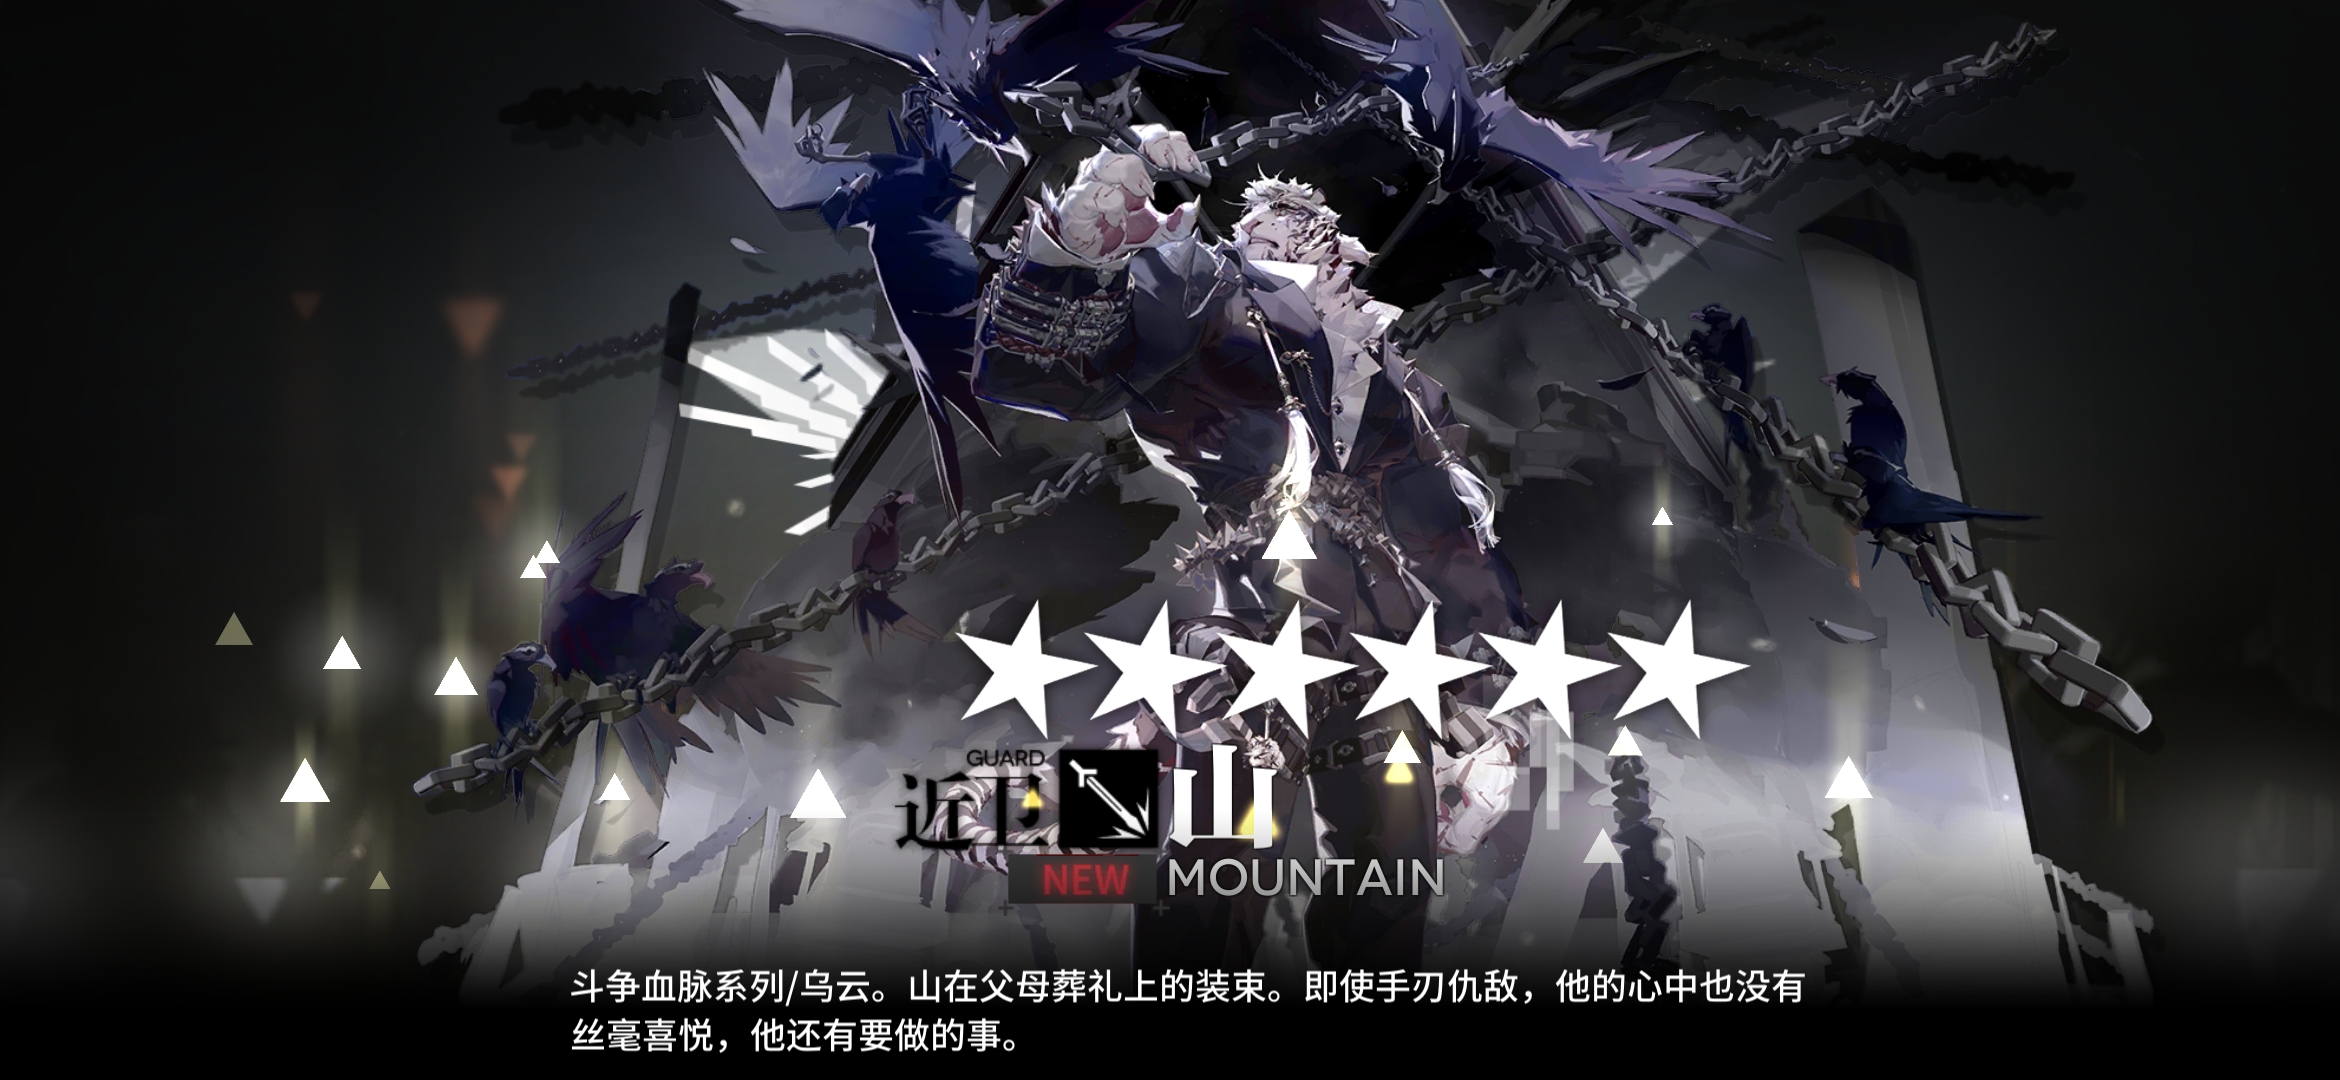 GUARD
近卫
山
NEW
MOUNTAIN
斗争血脉系列/乌云。山在父母葬礼上的装束。即使手刃仇敌，他的心中也没有
丝毫喜悦，他还有要做的事。